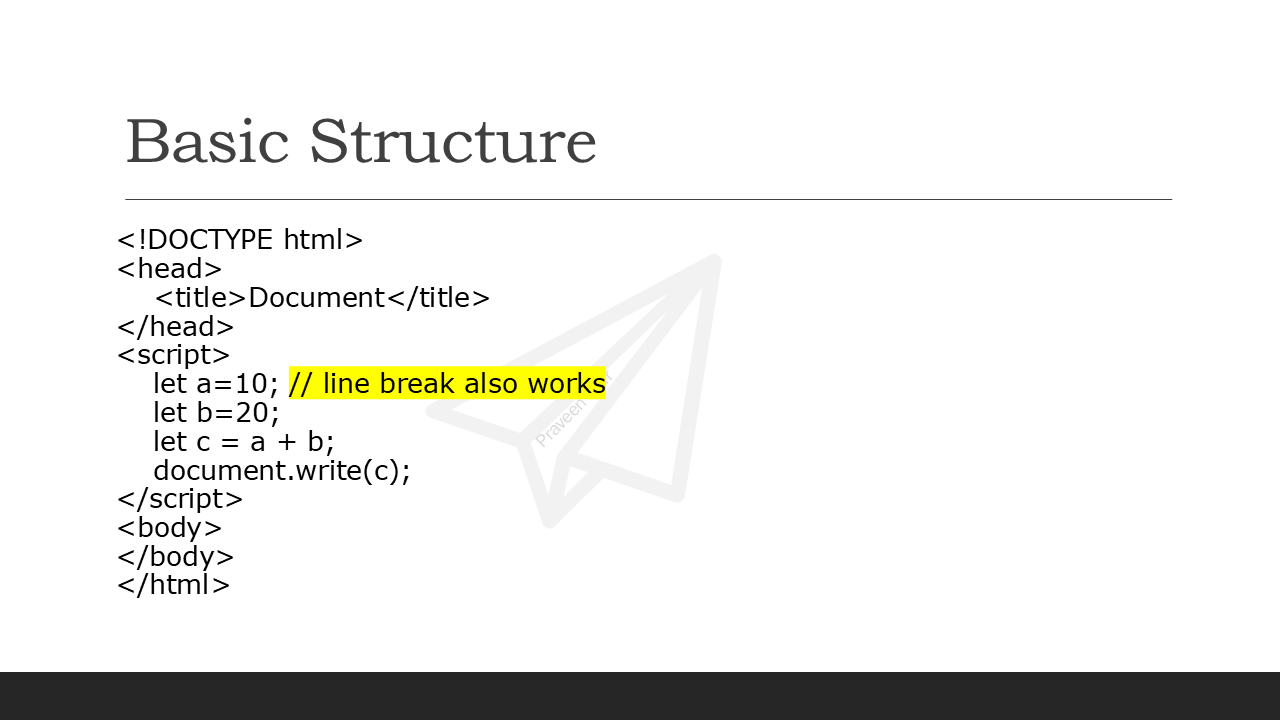 Basic Structure
<!DOCTYPE html>
<head>
<title>Document</title>
</head>
<script>
let a=10; // line break also works
let b=20;
let c = a + b;
document.write(c);
</script>
<body>
</body>
</html>
Praveen